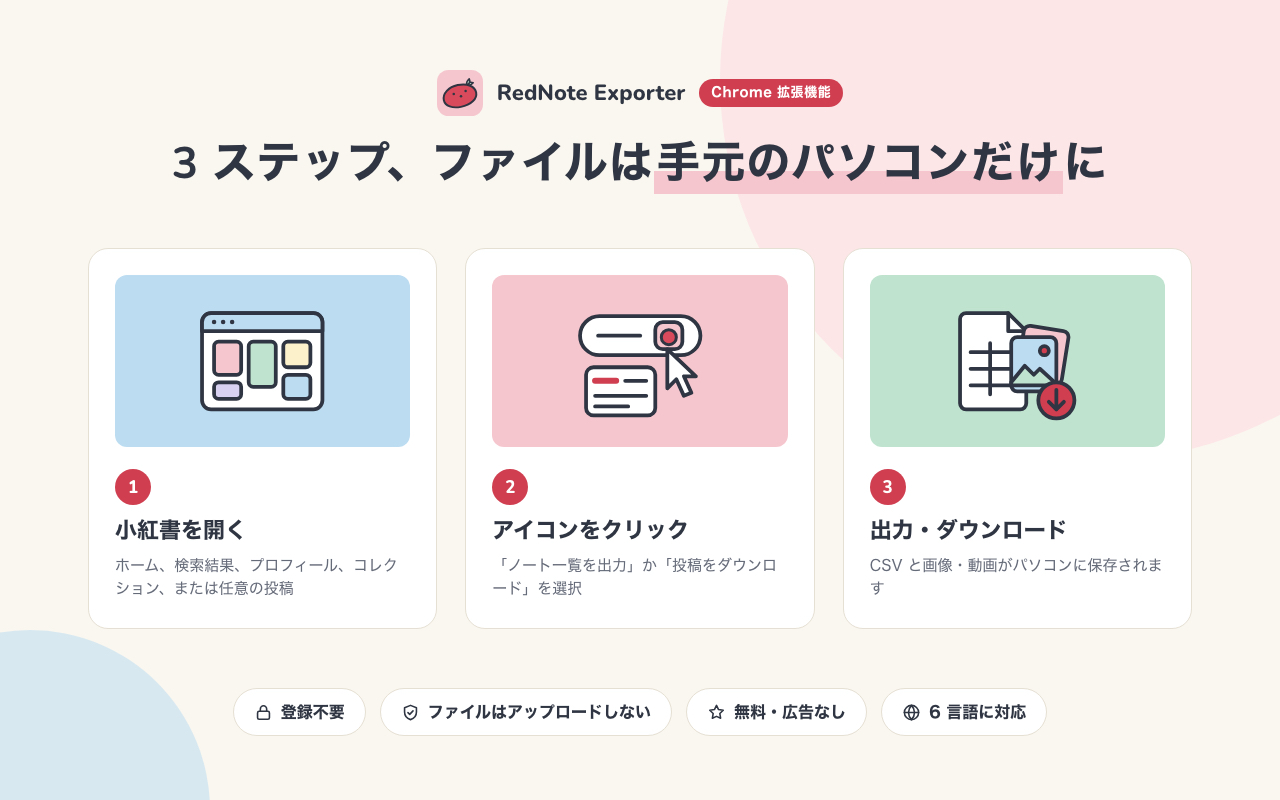 RedNote Exporter Chrome 拡張機能
3 ステップ、ファイルは手元のパソコンだけに
1
小紅書を開く
ホーム、検索結果、プロフィール、コレク
ション、または任意の投稿
2
アイコンをクリック
「ノート一覧を出力」か「投稿をダウンロ
ード」を選択
3
出力・ダウンロード
CSV と画像・動画がパソコンに保存されま
す
登録不要
ファイルはアップロードしない
無料・広告なし
6 言語に対応